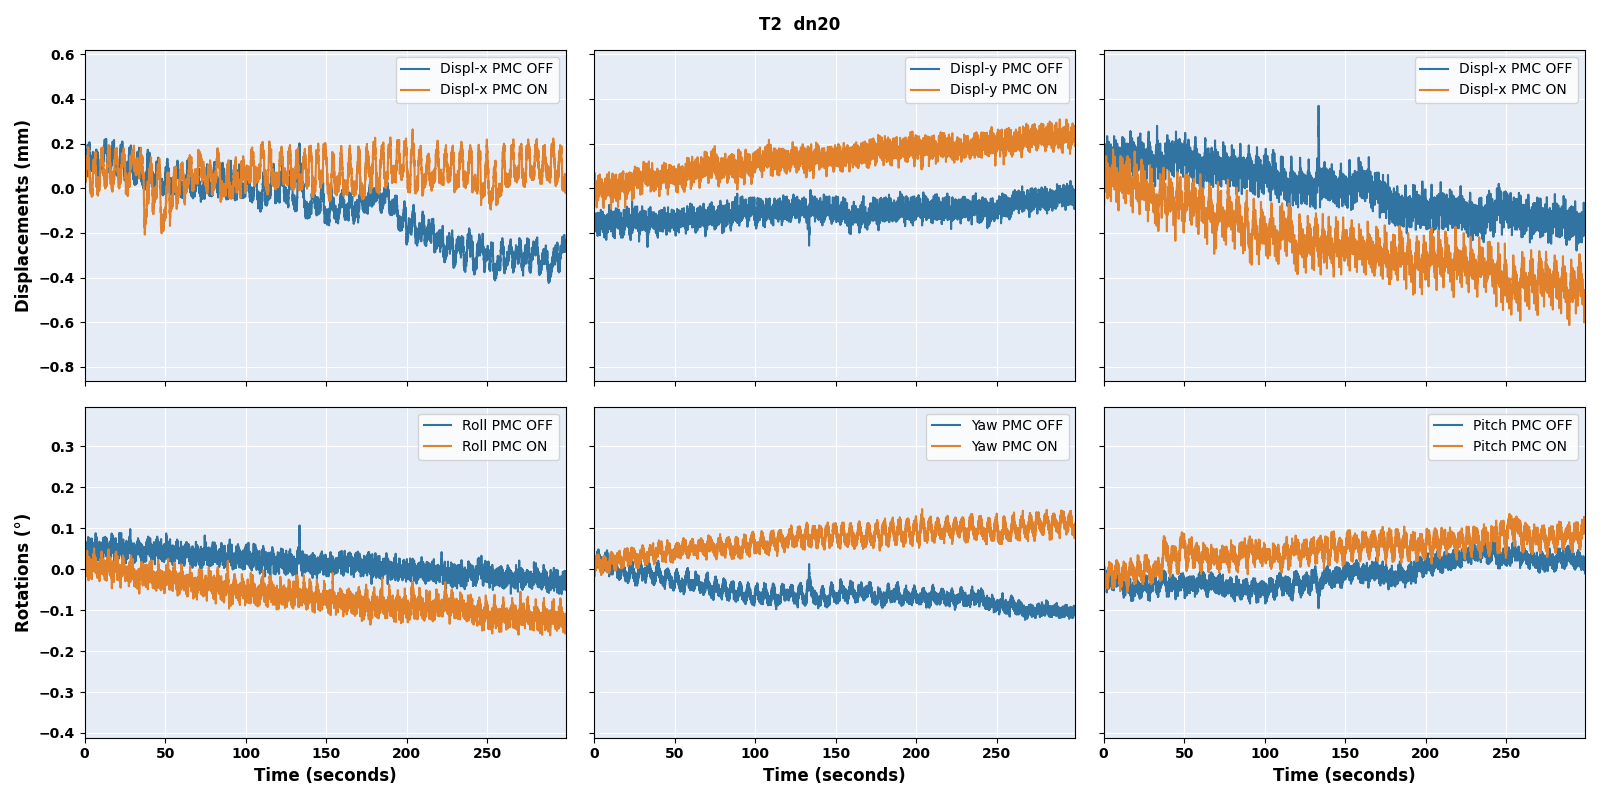 T2 dn20
Displacements (mm)
0.6
0.4
0.2
0.0
−0.2
−0.4
−0.6
−0.8
Displ-x PMC OFF
Displ-x PMC ON
Displ-y PMC OFF
Displ-y PMC ON
Displ-x PMC OFF
Displ-x PMC ON
Rotations (°)
0.3
0.2
0.1
0.0
−0.1
−0.2
−0.3
−0.4
Roll PMC OFF
Roll PMC ON
Yaw PMC OFF
Yaw PMC ON
Pitch PMC OFF
Pitch PMC ON
0 50 100 150 200 250
0 50 100 150 200 250
0 50 100 150 200 250
Time (seconds)
Time (seconds)
Time (seconds)